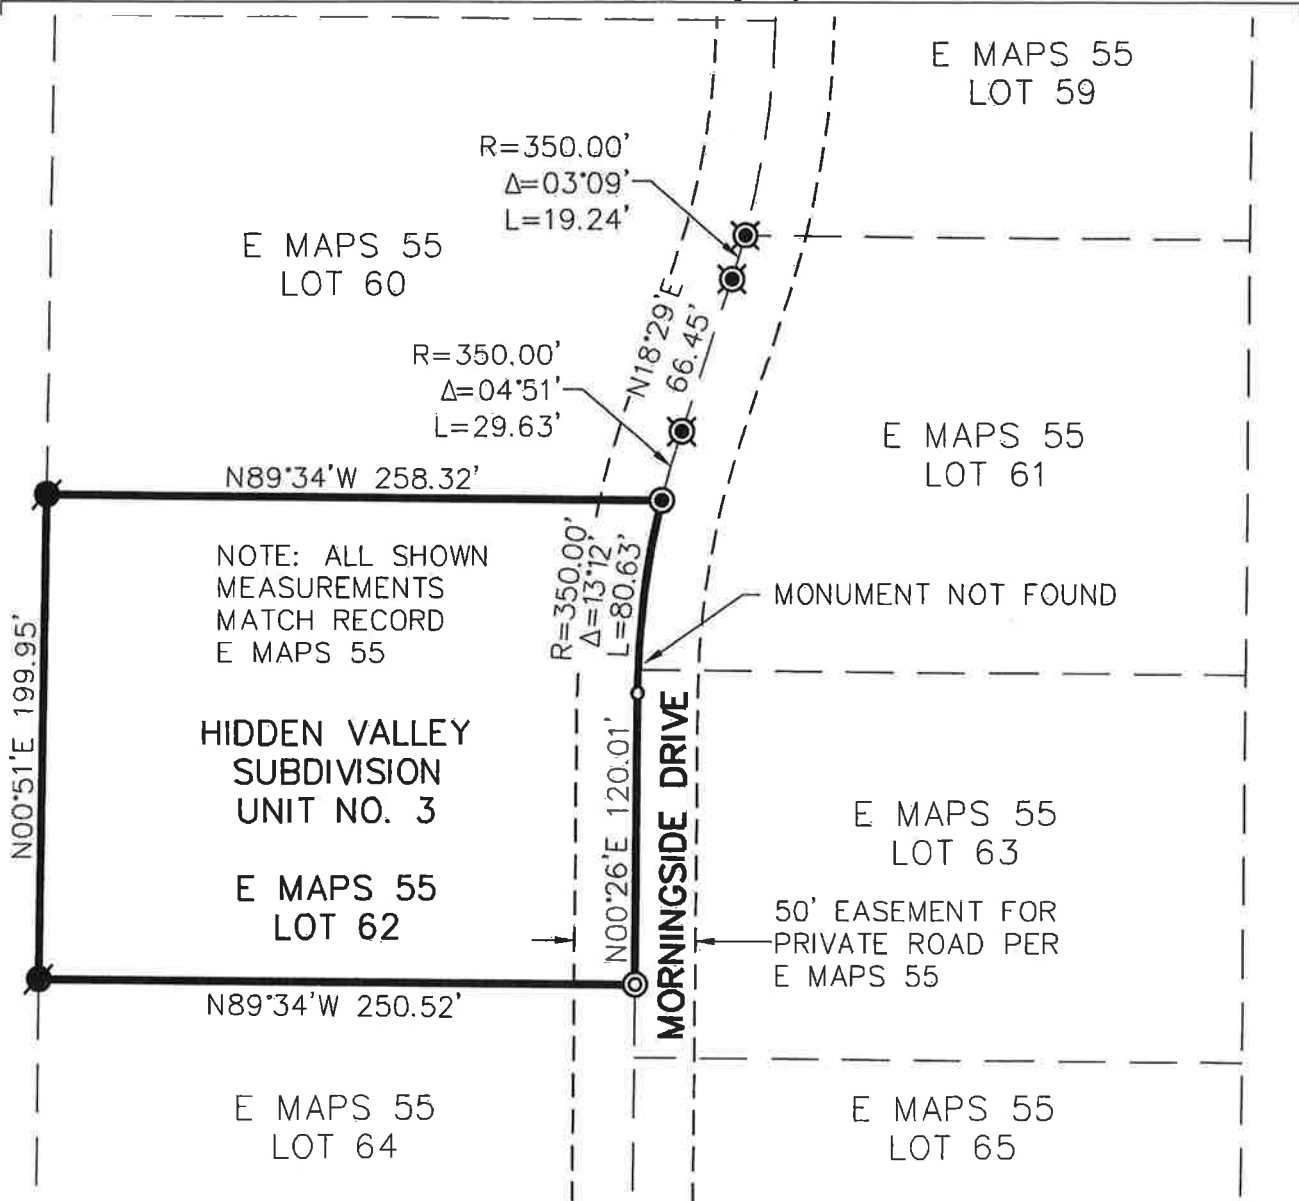 E MAPS 55
LOT 59
R=350.00'
Δ=03°09'
L=19.24'
E MAPS 55
LOT 60
N18°29'E
66.45'
R=350.00'
Δ=04°51'
L=29.63'
E MAPS 55
LOT 61
N89°34'W 258.32'
NOTE: ALL SHOWN
MEASUREMENTS
MATCH RECORD
E MAPS 55
R=350.00'
Δ=13°12'
L=80.63'
MONUMENT NOT FOUND
N00°51'E 199.95'
HIDDEN VALLEY
SUBDIVISION
UNIT NO. 3
E MAPS 55
LOT 62
N00°26'E 120.01'
MORNINGSIDE DRIVE
E MAPS 55
LOT 63
50' EASEMENT FOR
PRIVATE ROAD PER
E MAPS 55
N89°34'W 250.52'
E MAPS 55
LOT 64
E MAPS 55
LOT 65